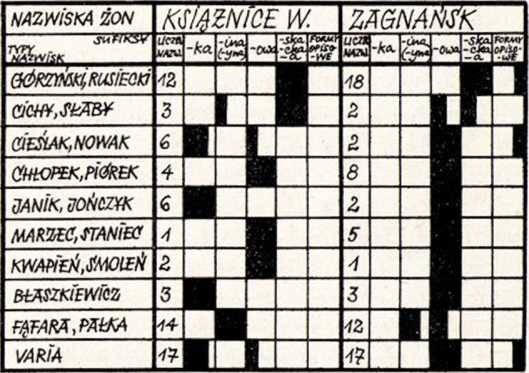 NAZWISKA ŻON KSIĄŻNICE W. ZAGNAŃSK
SUFIKSY
TYPY NAZWISK LICZBA NAZW. -ka -ina (-yna) -owa -ska -cka -a FORMY OPISO-WE LICZBA NAZW. -ka -ina (-yna) -owa -ska -cka -a FORMY OPISO-WE
GÓRZYŃSKI, RUSIECKI 12 18
CICHY, SŁABY 3 2
CIEŚLAK, NOWAK 6 2
CHŁOPEK, PIÓREK 4 8
JANIK, JOŃCZYK 6 2
MARZEC, STANIEC 1 5
KWAPIEŃ, SMOLEŃ 2 1
BŁASZKIEWICZ 3 3
FĄFARA, PAŁKA 14 12
VARIA 17 17